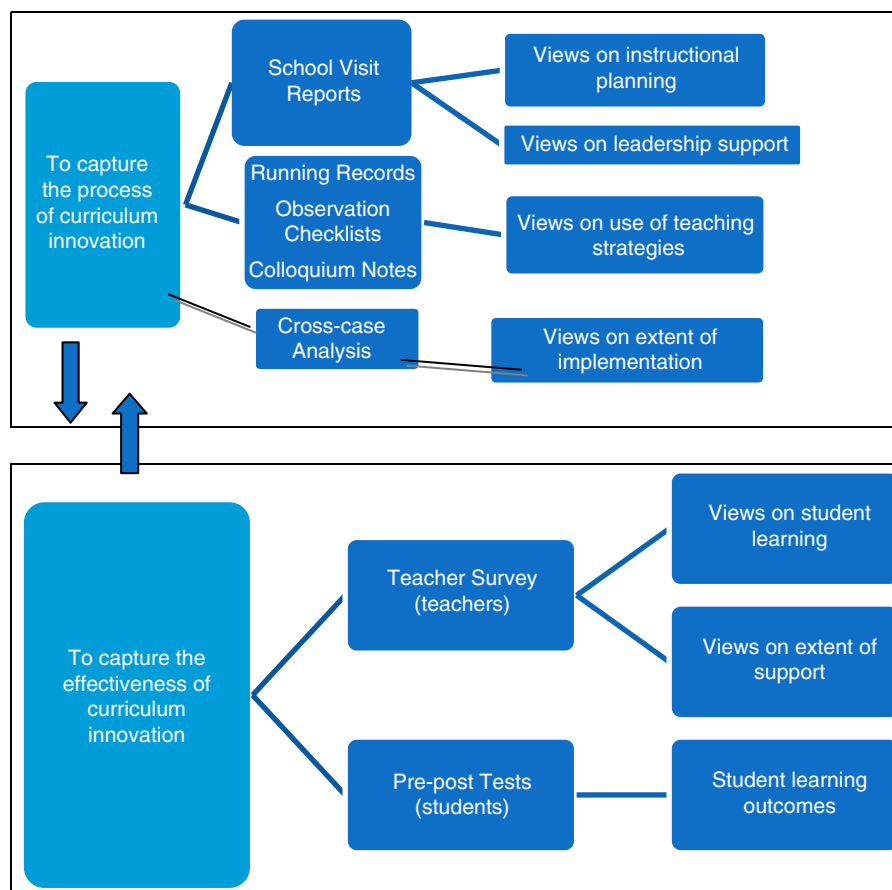 To capture
the process
of curriculum
innovation
School Visit
Reports
Views on instructional
planning
Views on leadership support
Running Records
Observation
Checklists
Colloquium Notes
Views on use of teaching
strategies
Cross-case
Analysis
Views on extent of
implementation
To capture the
effectiveness of
curriculum
innovation
Teacher Survey
(teachers)
Views on student
learning
Views on extent of
support
Pre-post Tests
(students)
Student learning
outcomes